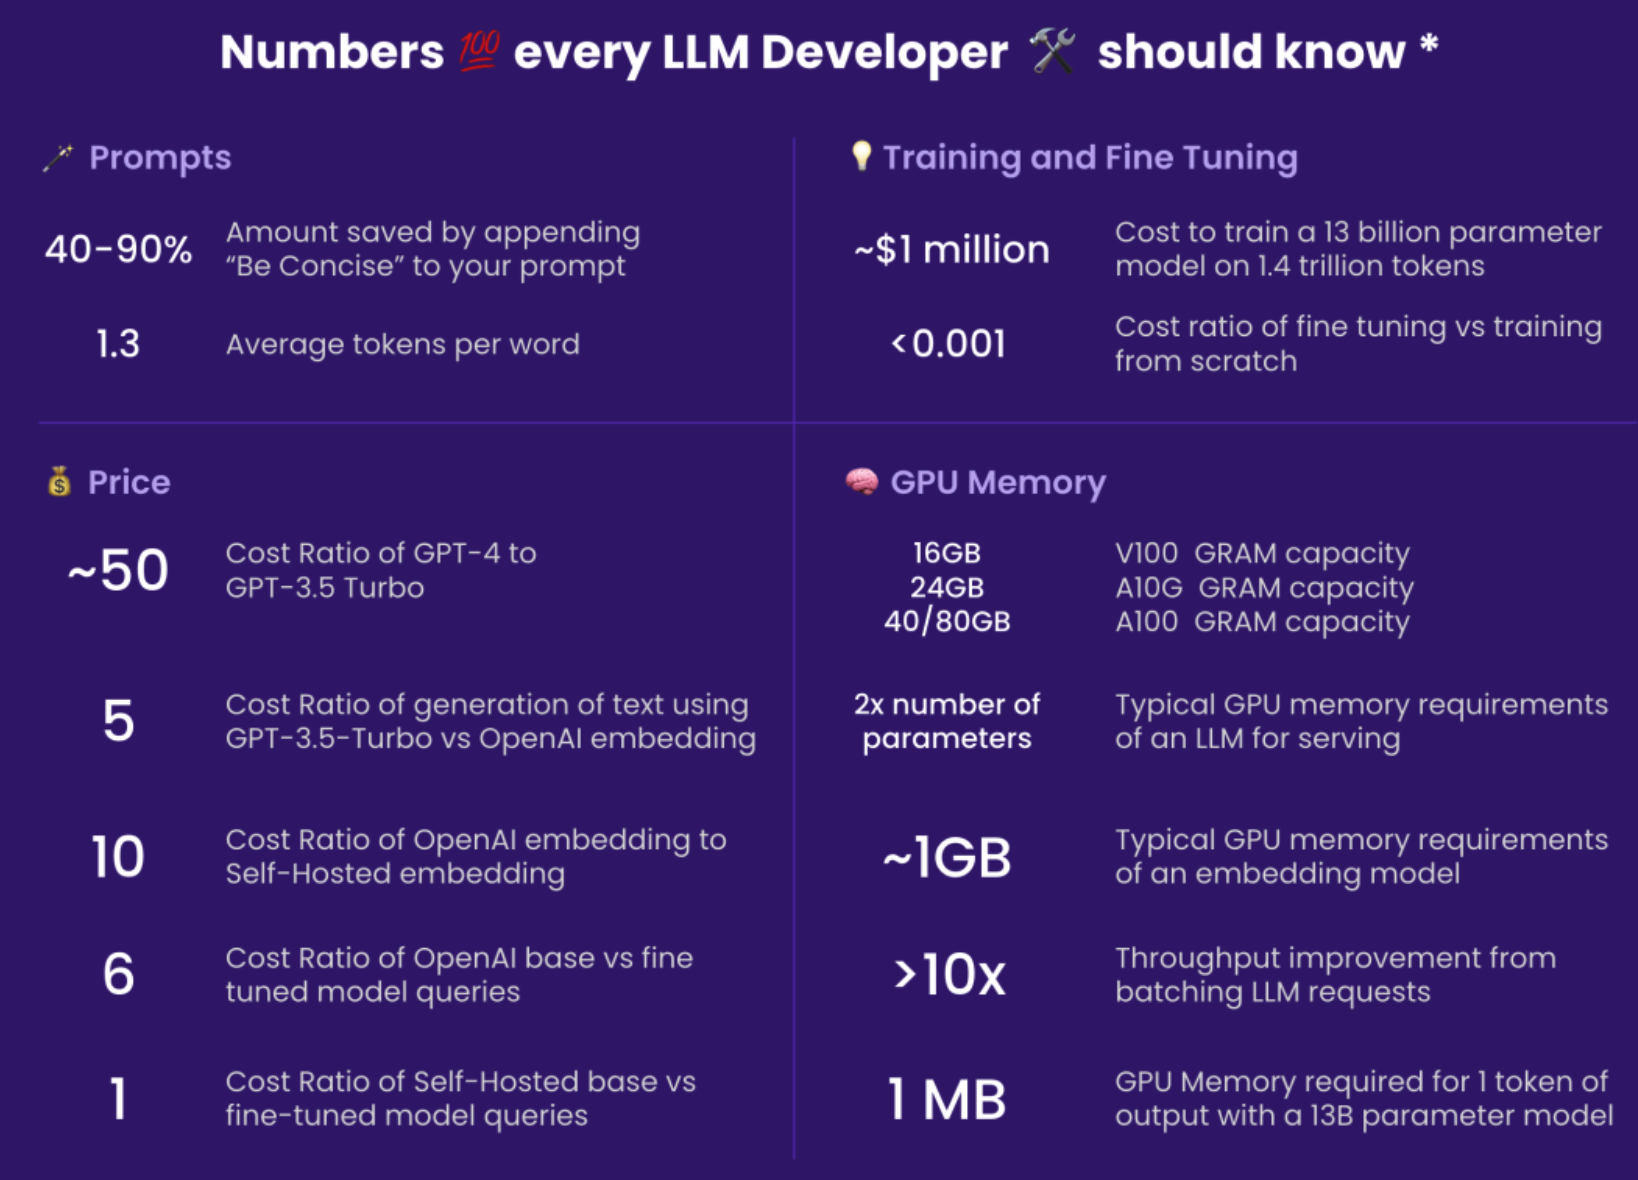 Numbers 💯 every LLM Developer 🛠️ should know *
🪄 Prompts
40-90%
Amount saved by appending
“Be Concise” to your prompt
1.3
Average tokens per word
💡 Training and Fine Tuning
~$1 million
Cost to train a 13 billion parameter
model on 1.4 trillion tokens
<0.001
Cost ratio of fine tuning vs training
from scratch
💰 Price
~50
Cost Ratio of GPT-4 to
GPT-3.5 Turbo
5
Cost Ratio of generation of text using
GPT-3.5-Turbo vs OpenAI embedding
10
Cost Ratio of OpenAI embedding to
Self-Hosted embedding
6
Cost Ratio of OpenAI base vs fine
tuned model queries
1
Cost Ratio of Self-Hosted base vs
fine-tuned model queries
🧠 GPU Memory
16GB V100 GRAM capacity
24GB A10G GRAM capacity
40/80GB A100 GRAM capacity
2x number of
parameters
Typical GPU memory requirements
of an LLM for serving
~1GB
Typical GPU memory requirements
of an embedding model
>10x
Throughput improvement from
batching LLM requests
1 MB
GPU Memory required for 1 token of
output with a 13B parameter model